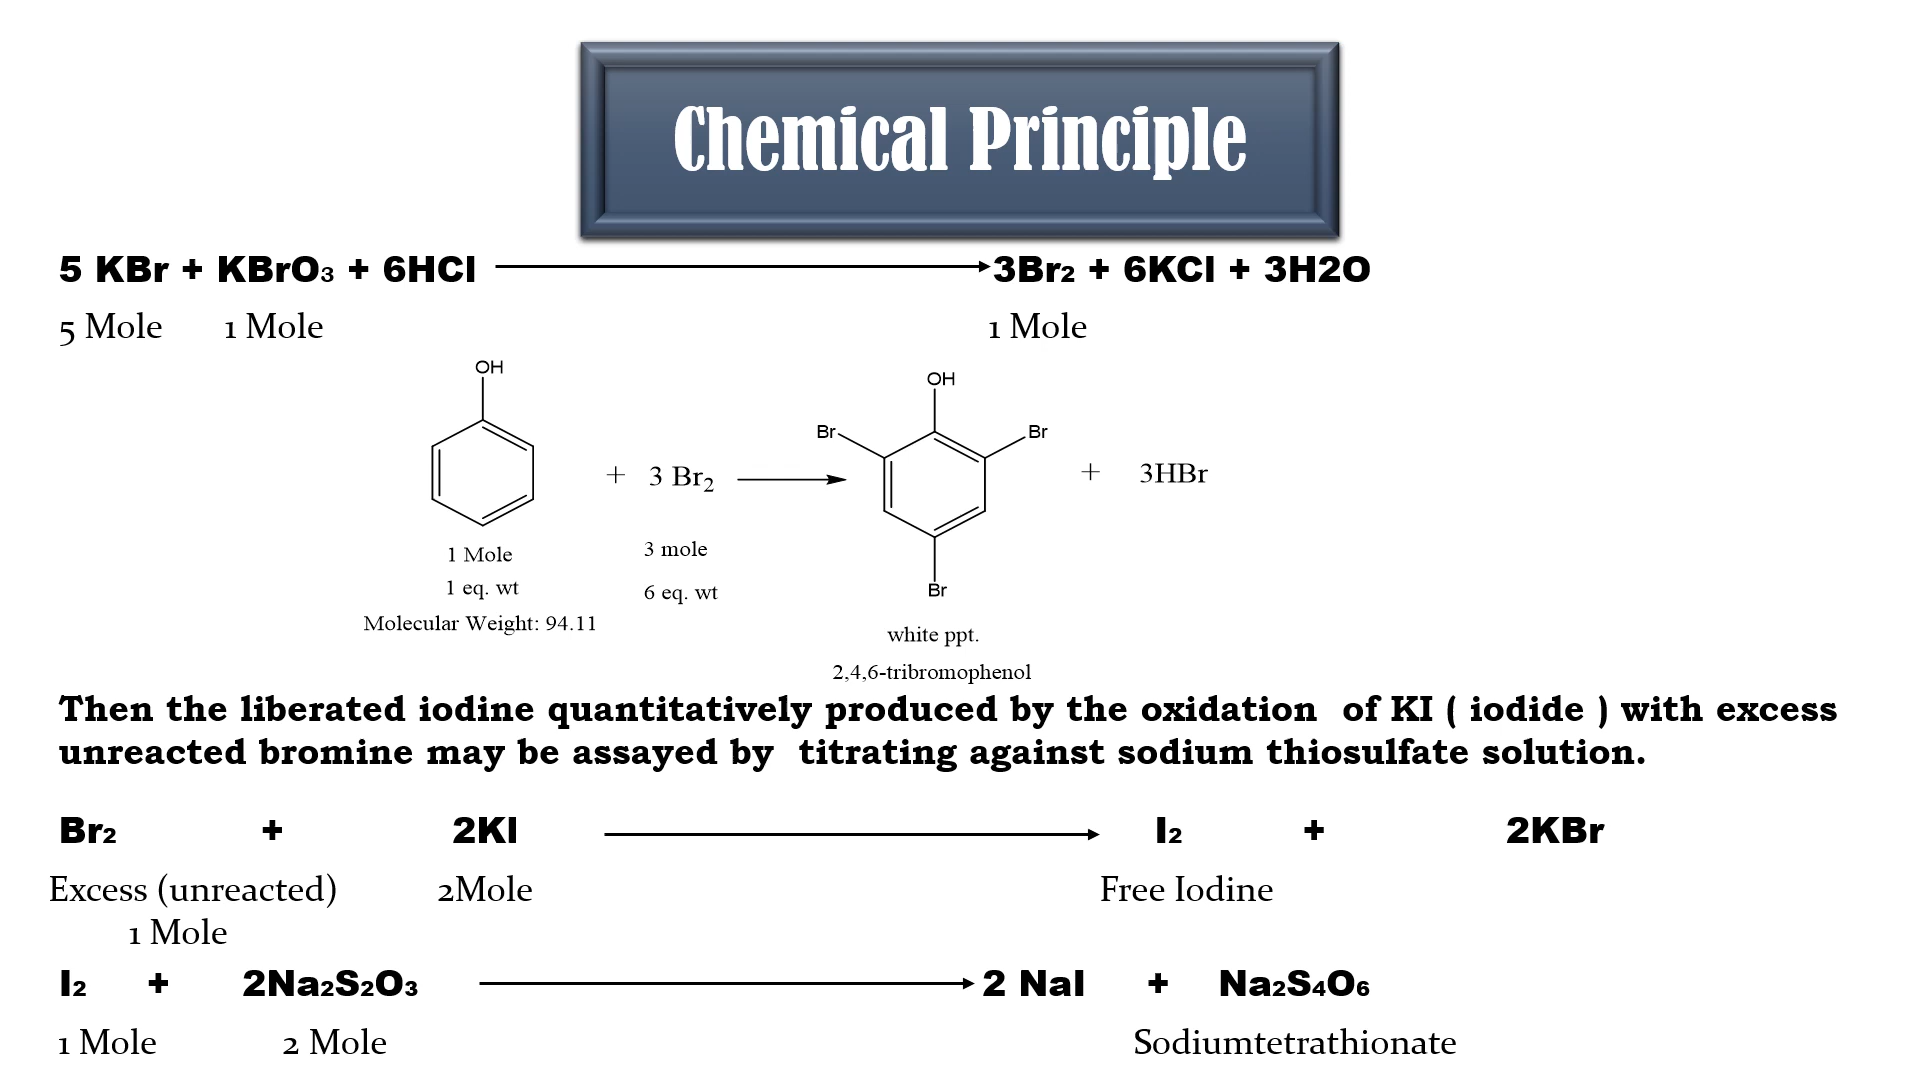 Chemical Principle
5 KBr + KBrO₃ + 6HCl 3Br₂ + 6KCl + 3H2O
5 Mole 1 Mole 1 Mole
OH OH
Br Br
+ 3 Br₂ + 3HBr
1 Mole 3 mole
1 eq. wt 6 eq. wt Br
Molecular Weight: 94.11 white ppt.
2,4,6-tribromophenol
Then the liberated iodine quantitatively produced by the oxidation of KI ( iodide ) with excess
unreacted bromine may be assayed by titrating against sodium thiosulfate solution.
Br₂ + 2KI I₂ + 2KBr
Excess (unreacted) 2Mole Free Iodine
1 Mole
I₂ + 2Na₂S₂O₃ 2 NaI + Na₂S₄O₆
1 Mole 2 Mole Sodiumtetrathionate